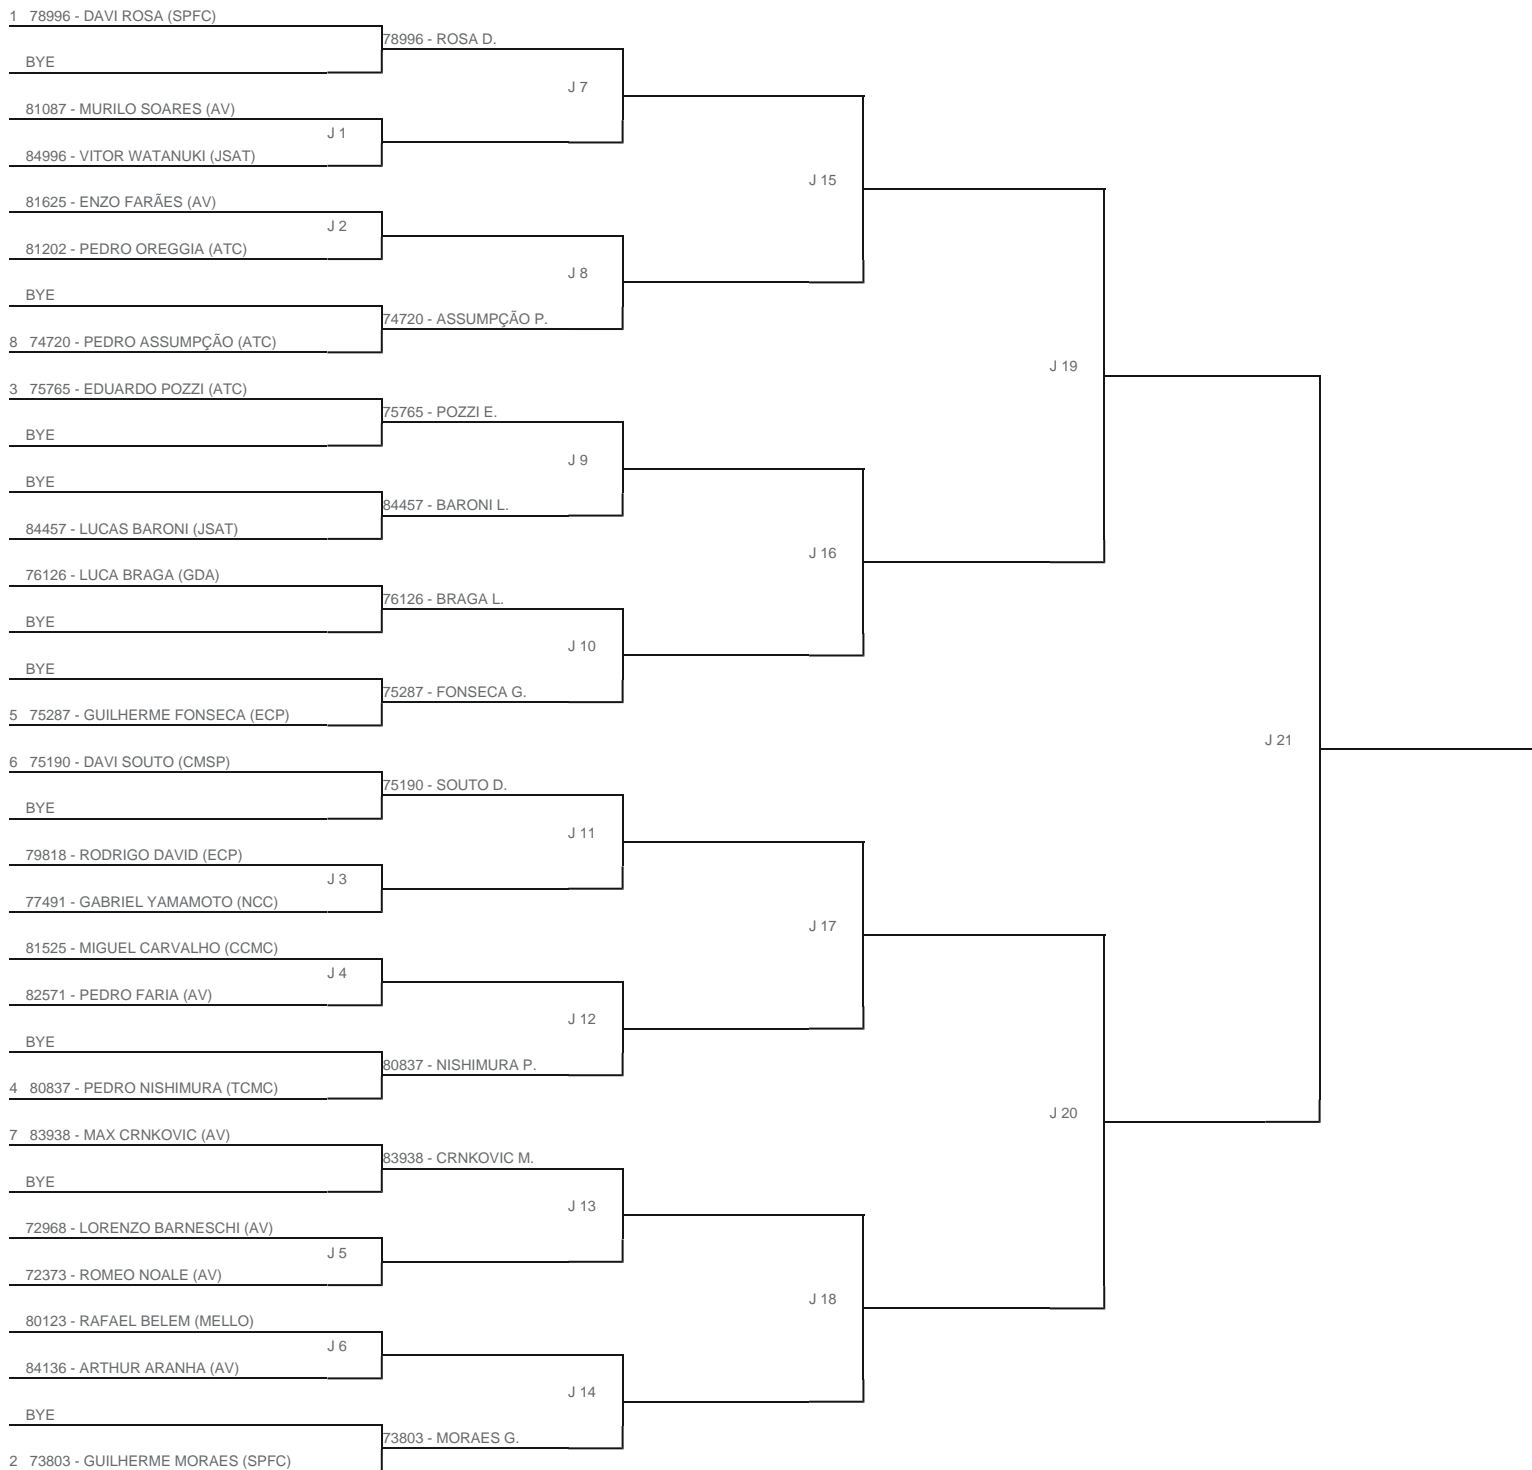 1 78996 - DAVI ROSA (SPFC)
78996 - ROSA D.
BYE
J 7
81087 - MURILO SOARES (AV)
J 1
84996 - VITOR WATANUKI (JSAT)
J 15
81625 - ENZO FARÃES (AV)
J 2
81202 - PEDRO OREGGIA (ATC)
J 8
BYE
74720 - ASSUMPÇÃO P.
8 74720 - PEDRO ASSUMPÇÃO (ATC)
J 19
3 75765 - EDUARDO POZZI (ATC)
75765 - POZZI E.
BYE
J 9
BYE
84457 - BARONI L.
84457 - LUCAS BARONI (JSAT)
J 16
76126 - LUCA BRAGA (GDA)
76126 - BRAGA L.
BYE
J 10
BYE
75287 - FONSECA G.
5 75287 - GUILHERME FONSECA (ECP)
J 21
6 75190 - DAVI SOUTO (CMSP)
75190 - SOUTO D.
BYE
J 11
79818 - RODRIGO DAVID (ECP)
J 3
77491 - GABRIEL YAMAMOTO (NCC)
J 17
81525 - MIGUEL CARVALHO (CCMC)
J 4
82571 - PEDRO FARIA (AV)
J 12
BYE
80837 - NISHIMURA P.
4 80837 - PEDRO NISHIMURA (TCMC)
J 20
7 83938 - MAX CRNKOVIC (AV)
83938 - CRNKOVIC M.
BYE
J 13
72968 - LORENZO BARNESCHI (AV)
J 5
72373 - ROMEO NOALE (AV)
J 18
80123 - RAFAEL BELEM (MELLO)
J 6
84136 - ARTHUR ARANHA (AV)
J 14
BYE
73803 - MORAES G.
2 73803 - GUILHERME MORAES (SPFC)